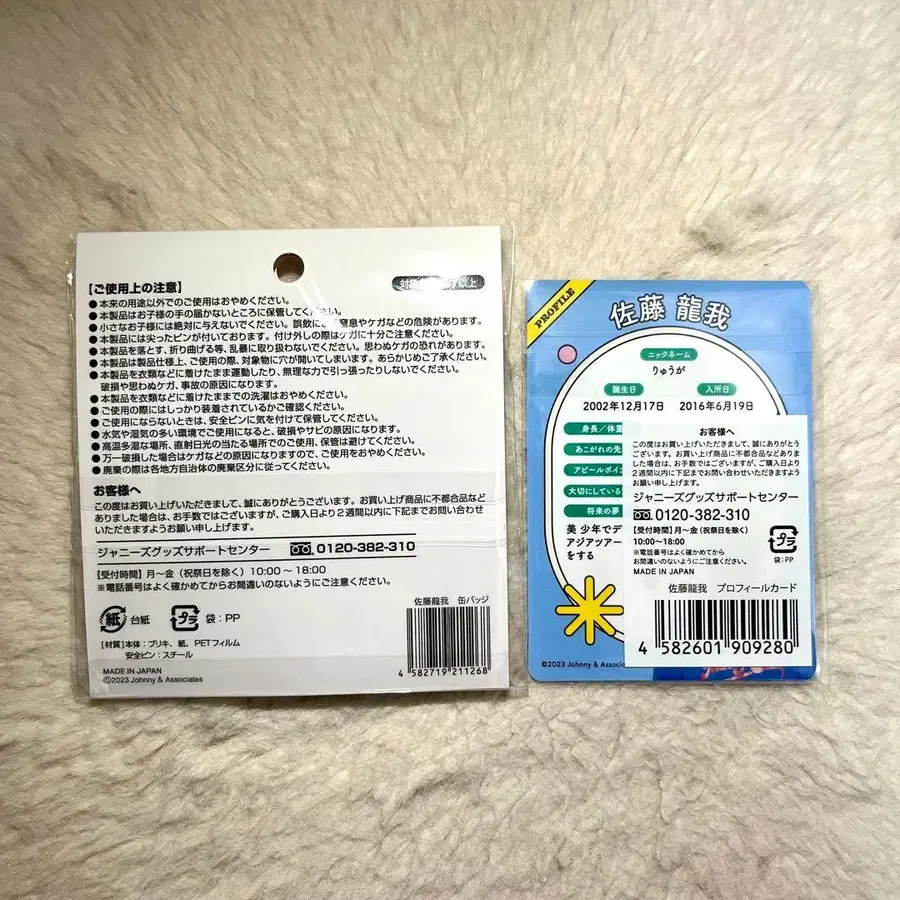 【ご使用上の注意】
●本来の用途以外でのご使用はおやめください。
●本製品はお子様の手の届かないところに保管してください。
●小さなお子様には絶対に与えないでください。誤飲に 窒息やケガなどの危険があります。
●本製品には尖ったピンが付いております。付け外しの際はケガに十分ご注意ください。
●本製品を落とす、折り曲げる等、乱暴に取り扱わないでください。思わぬケガの恐れがあります。
●本製品は製品仕様上、ご使用の際、対象物に穴が開いてしまいます。あらかじめご了承ください。
●本製品を衣類などに着けたまま運動したり、無理な力で引っ張ったりしないでください。
破損や思わぬケガ、事故の原因になります。
●本製品を衣類などに着けたままでの洗濯はおやめください。
●ご使用の際にはしっかり装着されているかご確認ください。
●ご使用にならないときは、安全ピンに気を付けて保管してください。
●水気や湿気の多い環境でご使用になると、破損やサビの原因になります。
●高温多湿な場所、直射日光の当たる場所でのご使用、保管は避けてください。
●万一破損した場合はケガなどの原因になりますので、ご使用をおやめください。
●廃棄の際は各地方自治体の廃棄区分に従ってください。
お客様へ
この度はお買い上げいただきまして、誠にありがとうございます。お買い上げ商品に不都合品など
ありました場合は、お手数ではございますが、ご購入日より2週間以内に下記までお問い合わせ
いただきますようお願い申し上げます。
ジャニーズグッズサポートセンター 0120-382-310
【受付時間】月〜金（祝祭日を除く）10:00〜18:00
※電話番号はよく確かめてからお間違いのないようにご注意ください。
佐藤龍我 缶バッジ
紙 台紙 プラ 袋:PP
【材質】本体:ブリキ、紙、PETフィルム
安全ピン:スチール
MADE IN JAPAN
©2023 Johnny & Associates
4 582719 211268
PROFILE
佐藤 龍我
ニックネーム
りゅうが
誕生日 入所日
2002年12月17日 2016年6月19日
身長／体重
あこがれの先
アピールポイン
大切にしている
将来の夢
美 少年でデ
アジアツアー
をする
©2023 Johnny & Associa
お客様へ
この度はお買い上げいただきまして、誠にありがとう
ございます。お買い上げ商品に不都合品などありま
した場合は、お手数ではございますが、ご購入日より
2週間以内に下記までお問い合わせいただきますよう
お願い申し上げます。
ジャニーズグッズサポートセンター
0120-382-310
【受付時間】月〜金（祝祭日を除く）
10:00〜18:00
※電話番号はよく確かめてから
お間違いのないようにご注意ください。
MADE IN JAPAN
プラ
袋:PP
佐藤龍我 プロフィールカード
4 582601 909280